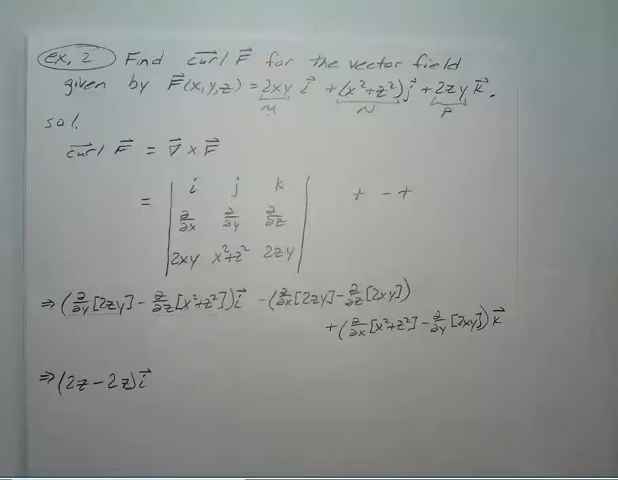 ex. 2 Find curl F⃗ for the vector field
given by F⃗(x,y,z) = 2xy i⃗ + (x²+z²) j⃗ + 2zy k⃗.
M N P
sol.
curl F⃗ = ∇⃗ × F⃗
= | i j k | + - +
∂/∂x ∂/∂y ∂/∂z
2xy x²+z² 2zy
⇒ (∂/∂y[2zy] - ∂/∂z[x²+z²]) i⃗ - (∂/∂x[2zy] - ∂/∂z[2xy])
+ (∂/∂x[x²+z²] - ∂/∂y[2xy]) k⃗
⇒ (2z - 2z) i⃗